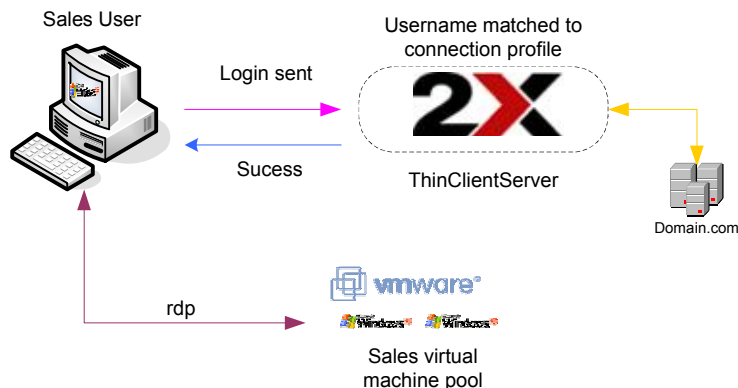 Sales User
Username matched to
connection profile
Login sent
2X
Sucess
ThinClientServer
Domain.com
vmware
rdp
Windows Windows
Sales virtual
machine pool